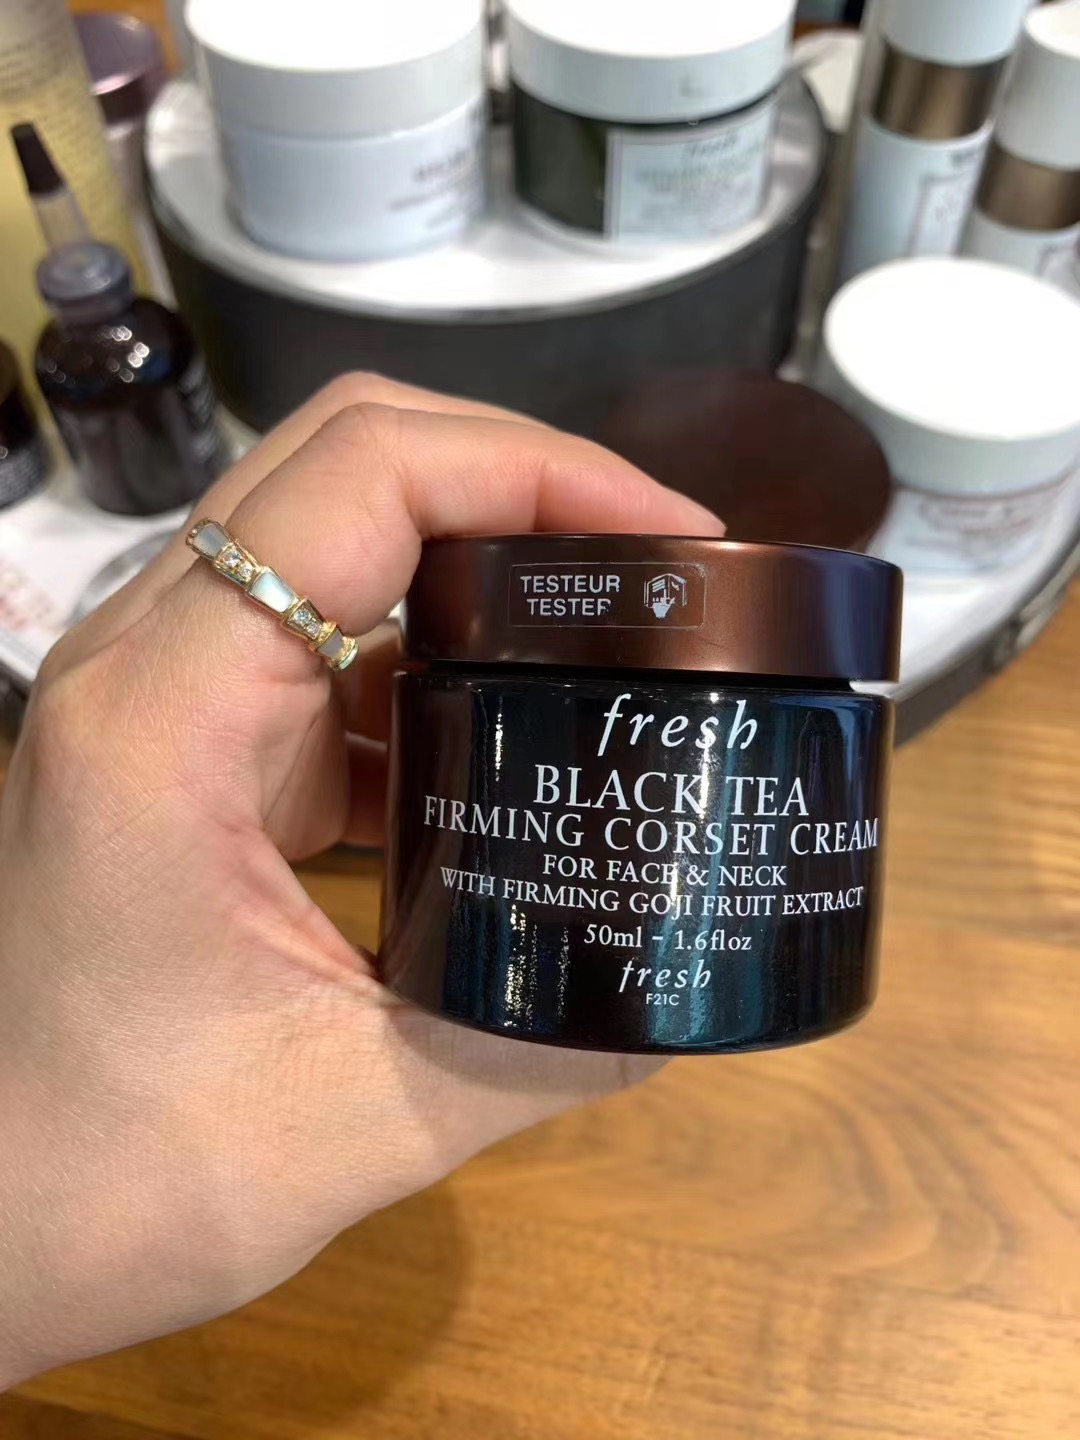 fresh
TESTEUR
TESTER
fresh
BLACK TEA
FIRMING CORSET CREAM
FOR FACE & NECK
WITH FIRMING GOJI FRUIT EXTRACT
50ml - 1.6floz
fresh
F21C